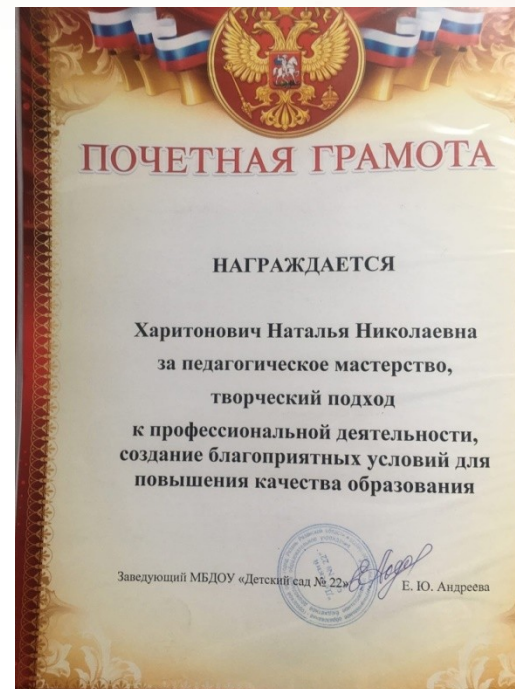 ПОЧЕТНАЯ ГРАМОТА
НАГРАЖДАЕТСЯ
Харитонович Наталья Николаевна
за педагогическое мастерство,
творческий подход
к профессиональной деятельности,
создание благоприятных условий для
повышения качества образования
Заведующий МБДОУ «Детский сад № 22» Е. Ю. Андреева